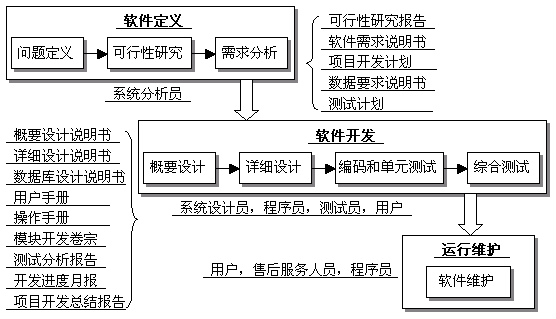 软件定义
问题定义
可行性研究
需求分析
系统分析员
可行性研究报告
软件需求说明书
项目开发计划
数据要求说明书
测试计划
软件开发
概要设计
详细设计
编码和单元测试
综合测试
系统设计员，程序员，测试员，用户
概要设计说明书
详细设计说明书
数据库设计说明书
用户手册
操作手册
模块开发卷宗
测试分析报告
开发进度月报
项目开发总结报告
运行维护
软件维护
用户，售后服务人员，程序员